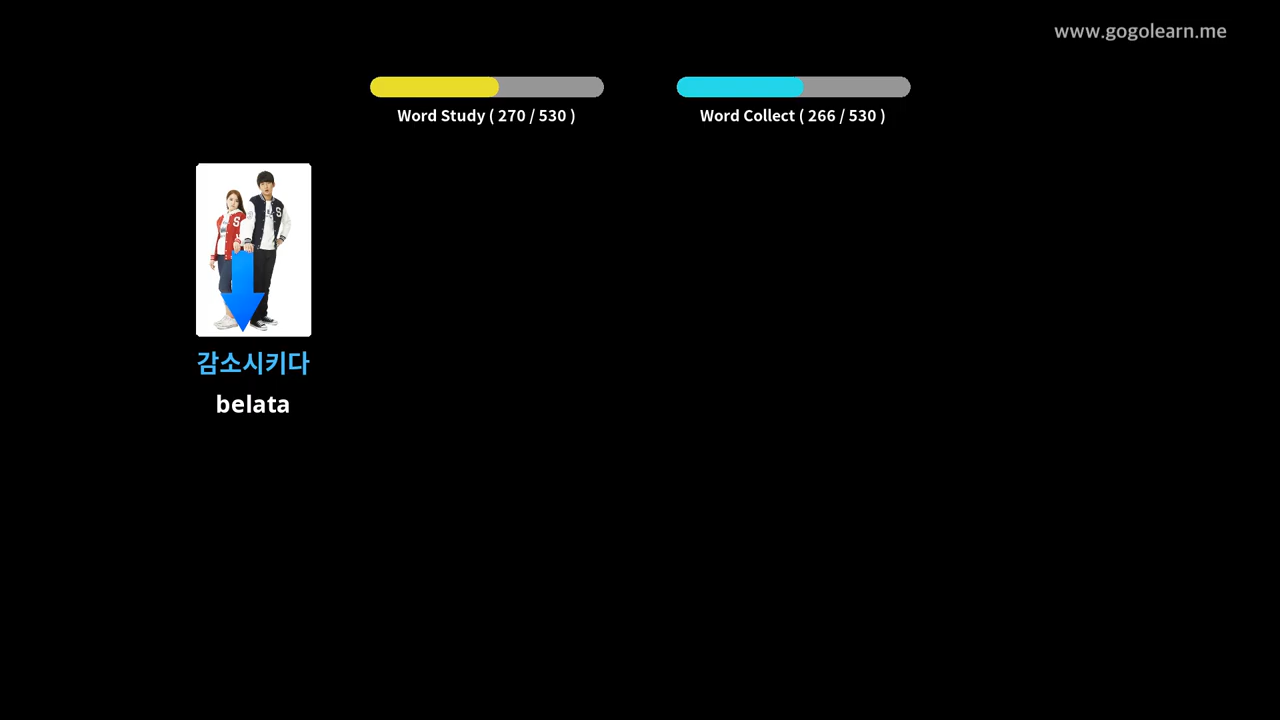 www.gogolearn.me
Word Study ( 270 / 530 )
Word Collect ( 266 / 530 )
S
S
감소시키다
belata